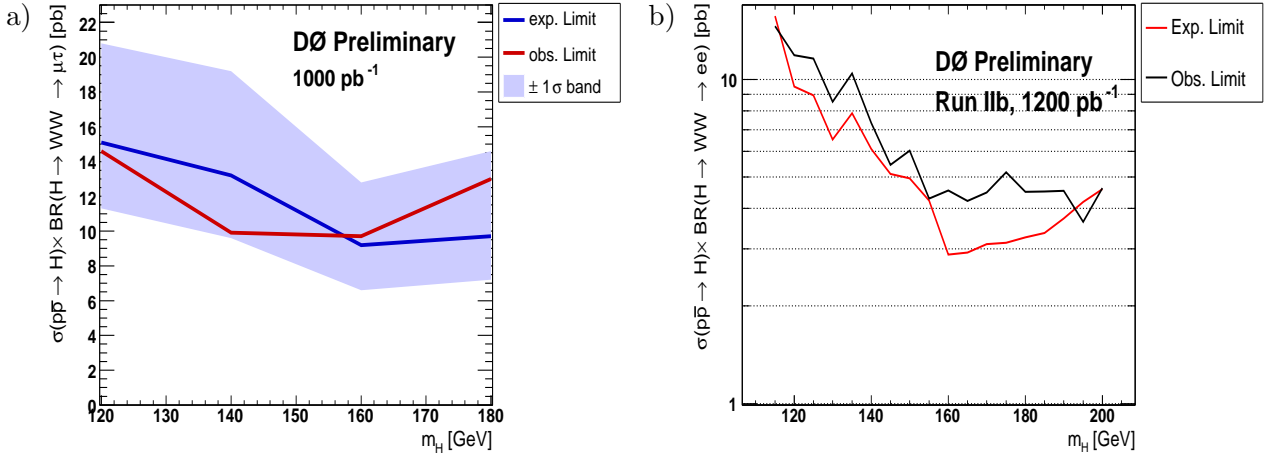 a)
σ(pp̅ → H)× BR(H → WW → μτ) [pb]
22
20
18
16
14
12
10
8
6
4
2
0
DØ Preliminary
1000 pb⁻¹
120 130 140 150 160 170 180
m_H [GeV]
exp. Limit
obs. Limit
± 1 σ band
b)
σ(pp̅ → H)× BR(H → WW → ee) [pb]
10
1
DØ Preliminary
Run IIb, 1200 pb⁻¹
120 140 160 180 200
m_H [GeV]
Exp. Limit
Obs. Limit